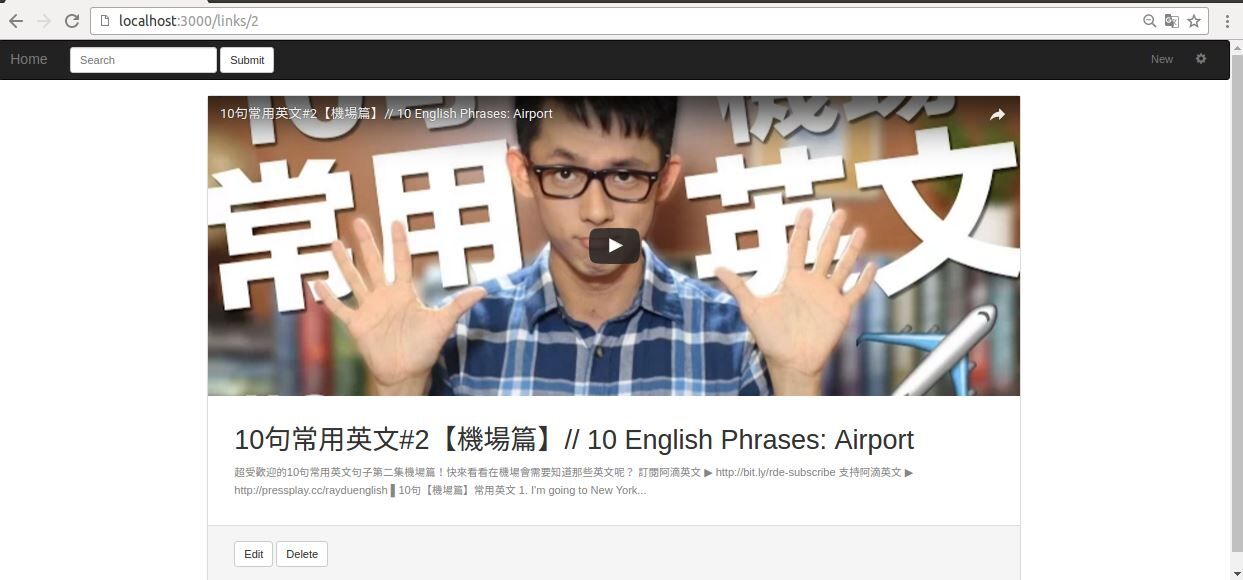 localhost:3000/links/2
Home
Search
Submit
New
10句常用英文#2【機場篇】// 10 English Phrases: Airport
常用
英文
10句常用英文#2【機場篇】// 10 English Phrases: Airport
超受歡迎的10句常用英文句子第二集機場篇！快來看看在機場會需要知道那些英文呢？ 訂閱阿滴英文 ▶ http://bit.ly/rde-subscribe 支持阿滴英文 ▶
http://pressplay.cc/rayduenglish ▌10句【機場篇】常用英文 1. I'm going to New York...
Edit
Delete